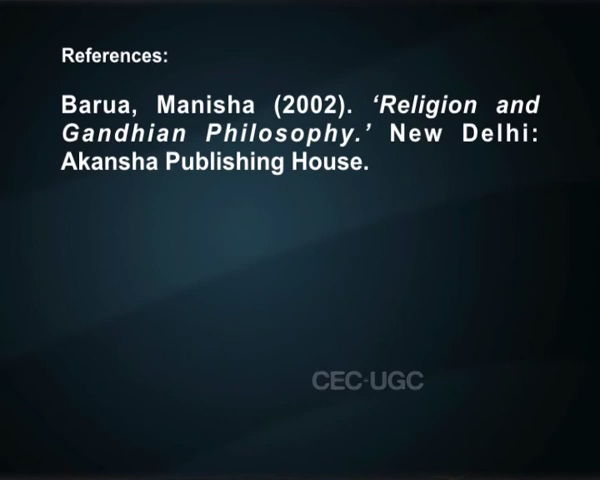 References:
Barua, Manisha (2002). ‘Religion and
Gandhian Philosophy.’ New Delhi:
Akansha Publishing House.
CEC·UGC